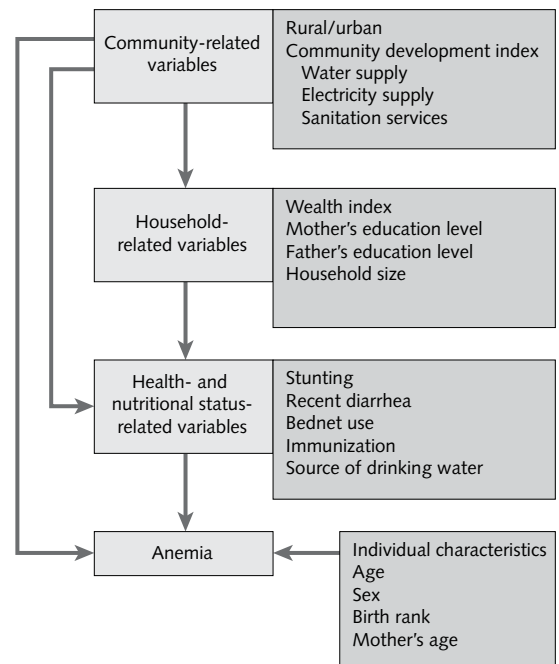 Community-related
variables
Rural/urban
Community development index
Water supply
Electricity supply
Sanitation services
Household-
related variables
Wealth index
Mother's education level
Father's education level
Household size
Health- and
nutritional status-
related variables
Stunting
Recent diarrhea
Bednet use
Immunization
Source of drinking water
Anemia
Individual characteristics
Age
Sex
Birth rank
Mother's age